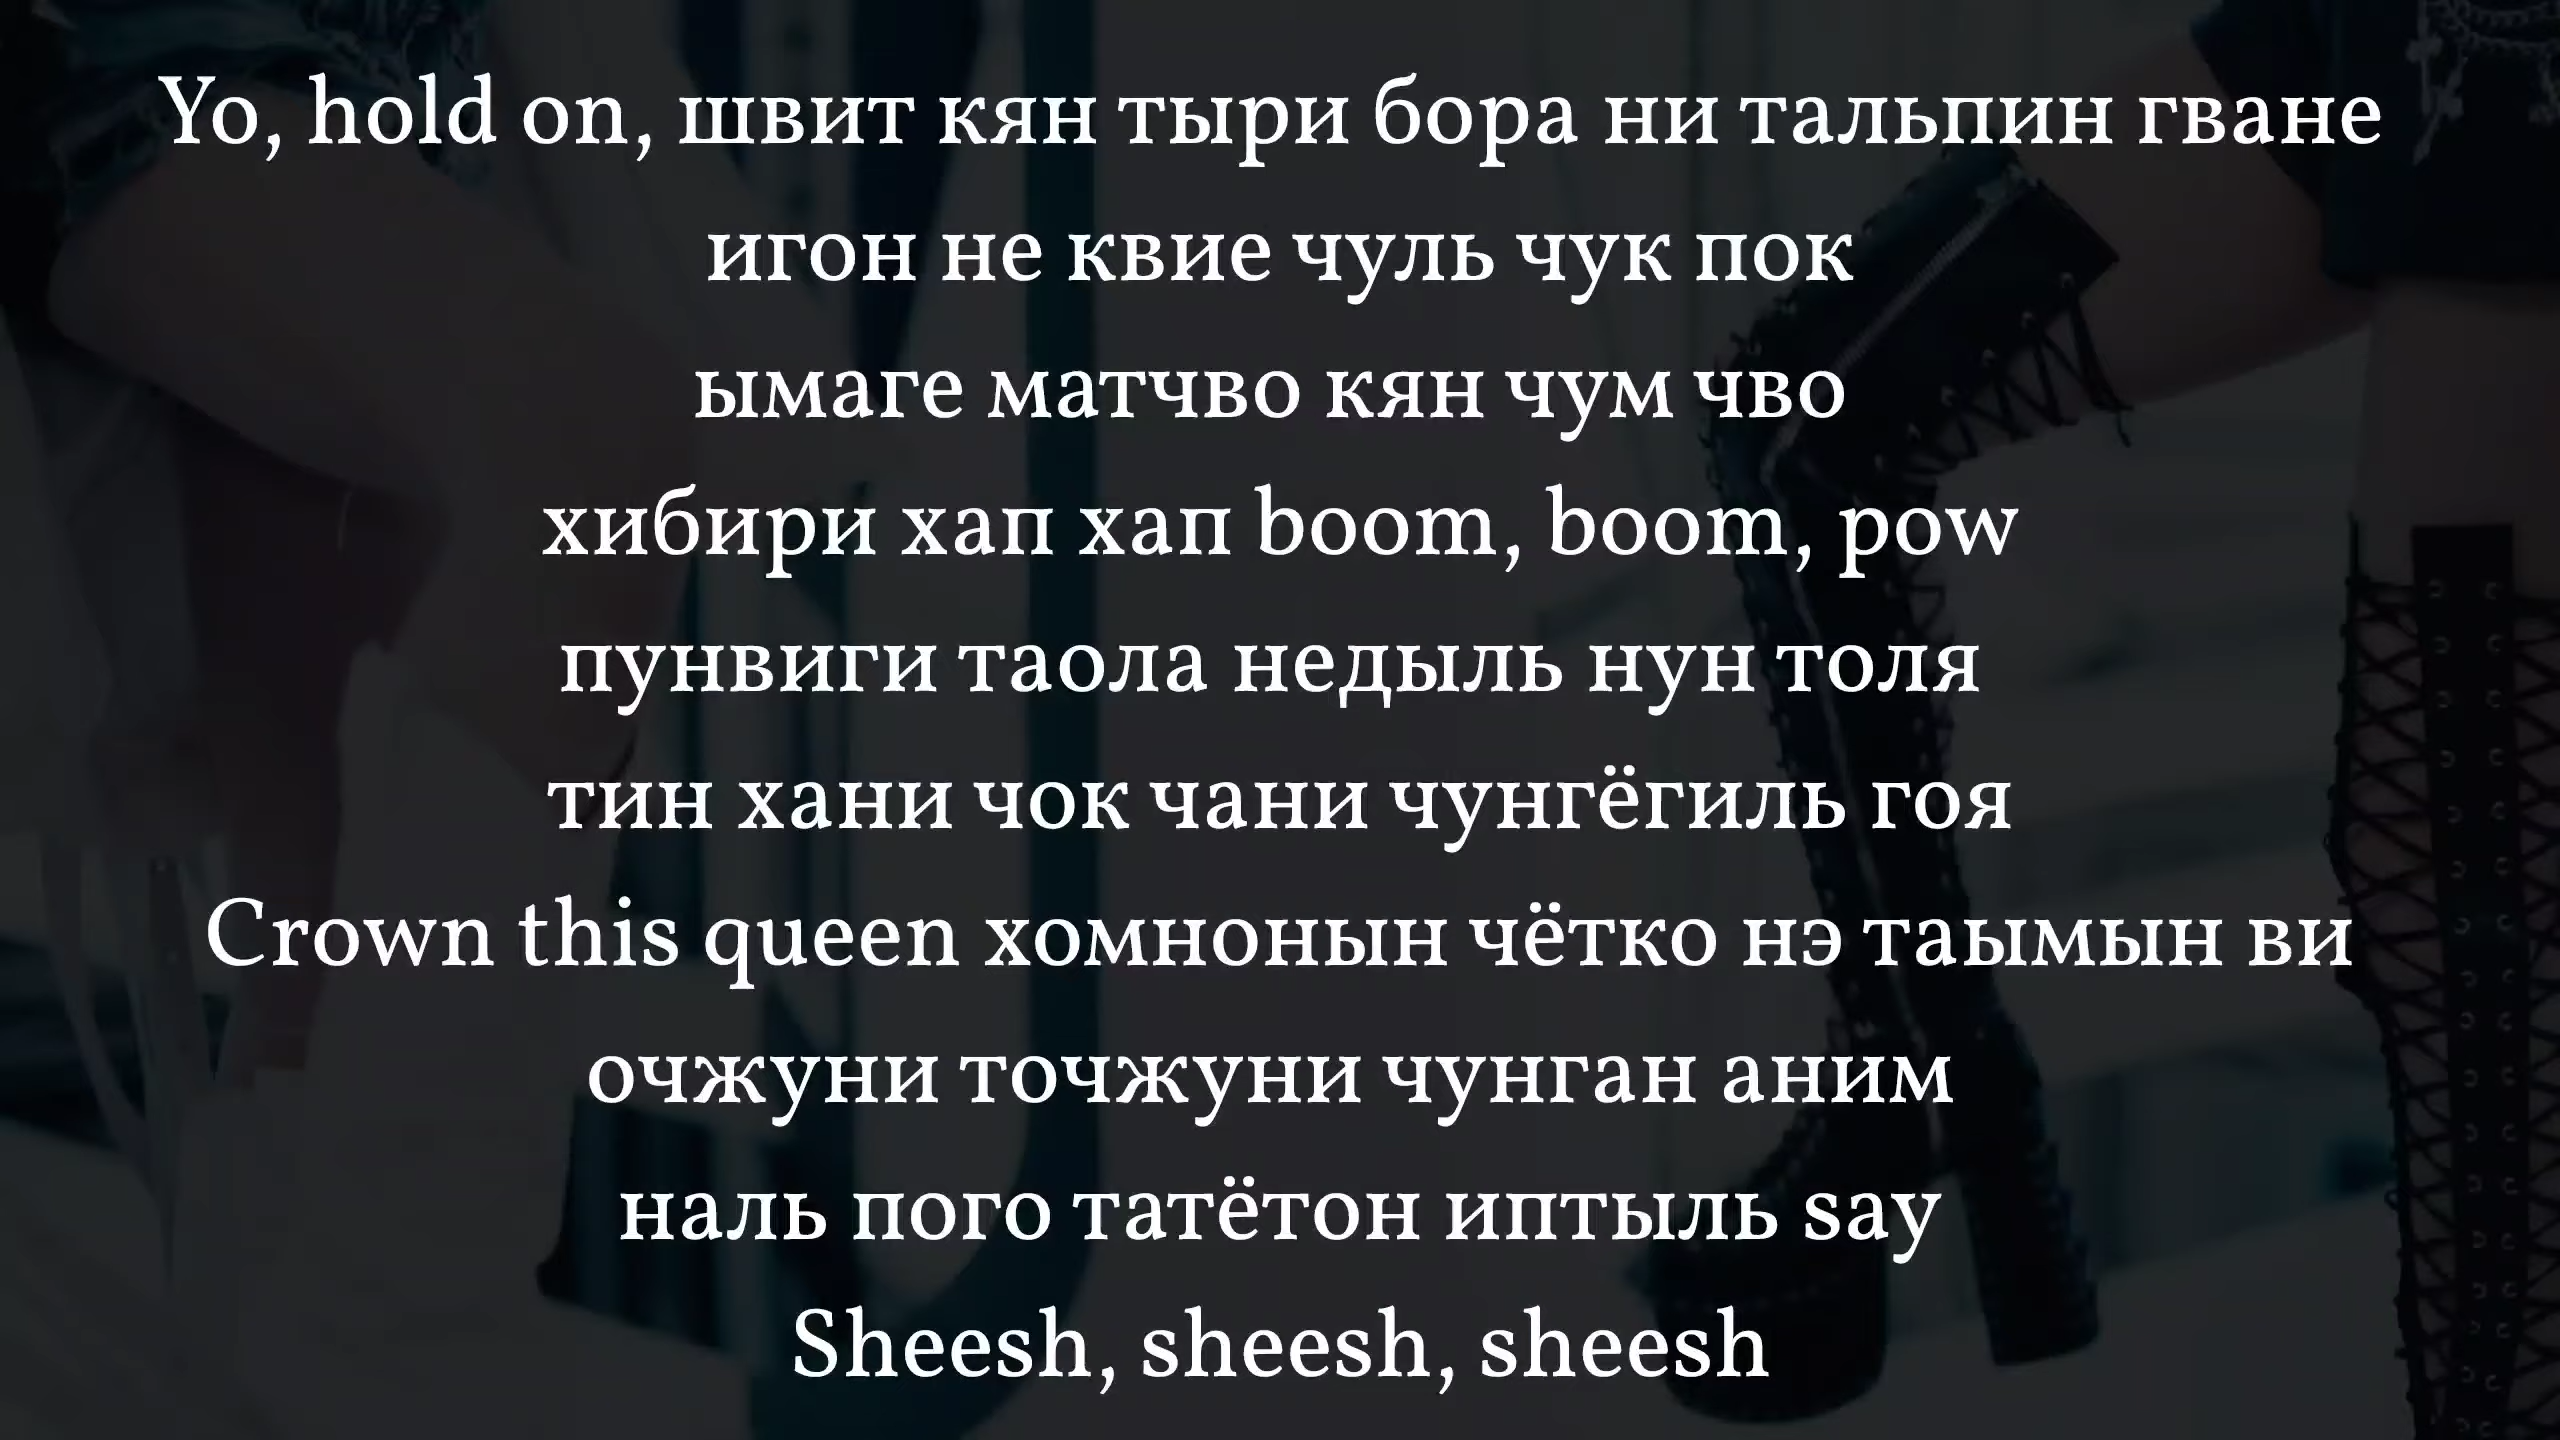 Yo, hold on, швит кян тыри бора ни тальпин гване
игон не квие чуль чук пок
ымаге матчво кян чум чво
хибири хап хап boom, boom, pow
пунвиги таола недыль нун толя
тин хани чок чани чунгёгиль гоя
Crown this queen хомнонын чётко нэ таымын ви
очжуни точжуни чунган аним
наль пого татётон иптыль say
Sheesh, sheesh, sheesh